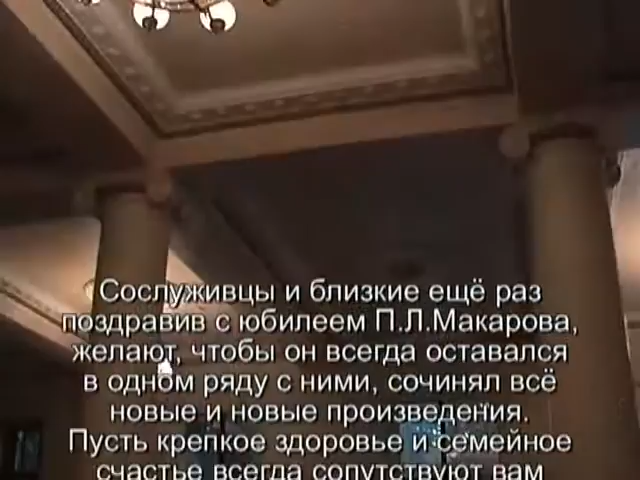 Сослуживцы и близкие ещё раз
поздравив с юбилеем П.Л.Макарова,
желают, чтобы он всегда оставался
в одном ряду с ними, сочинял всё
новые и новые произведения.
Пусть крепкое здоровье и семейное
счастье всегда сопутствуют вам